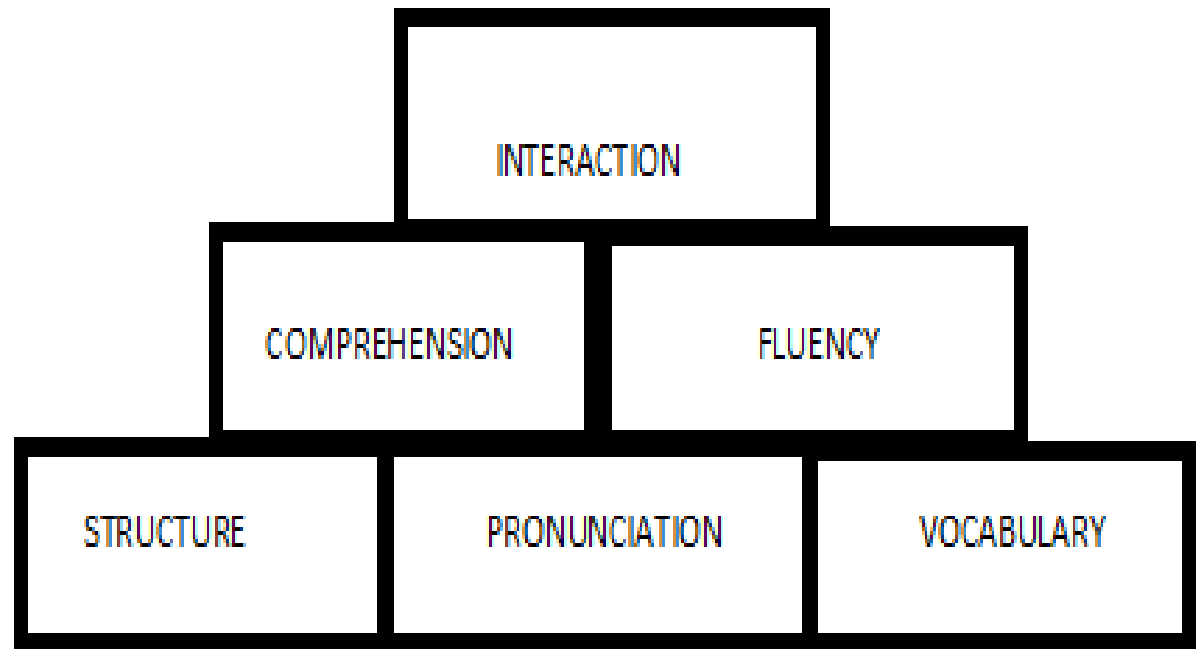 INTERACTION
COMPREHENSION FLUENCY
STRUCTURE PRONUNCIATION VOCABULARY